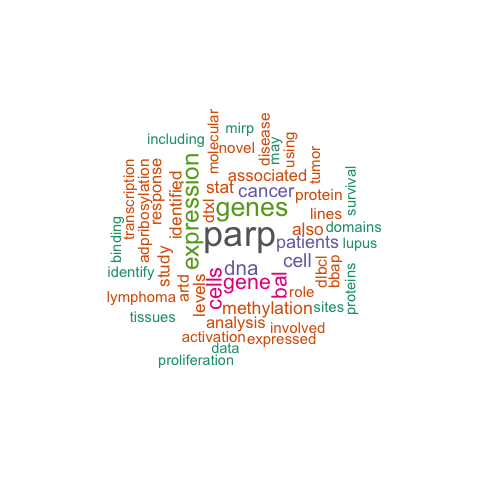 molecular
disease
mirp
including
may
using
novel
tumor
transcription
adpribosylation
response
identified
expression
associated
stat
cancer
protein
survival
dtxl
genes
lines
domains
parp
also
patients
lupus
binding
study
dna
cell
dlbcl
bbap
proteins
identify
artd
cells
gene
bal
role
lymphoma
levels
methylation
sites
tissues
analysis
involved
activation
expressed
data
proliferation